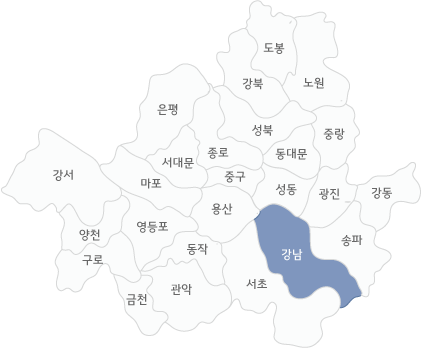 도봉
강북
노원
은평
성북
중랑
서대문
종로
동대문
강서
마포
중구
성동
광진
강동
용산
양천
영등포
동작
송파
구로
강남
금천
관악
서초